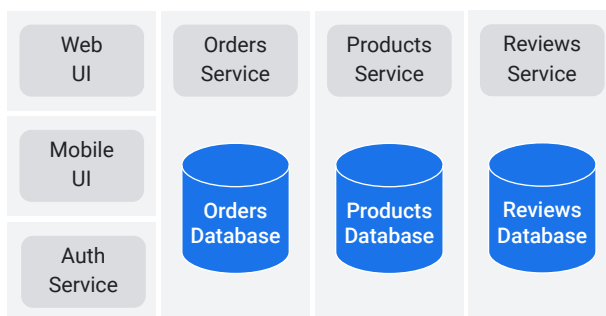 Web
UI
Orders
Service
Products
Service
Reviews
Service
Mobile
UI
Orders
Database
Products
Database
Reviews
Database
Auth
Service